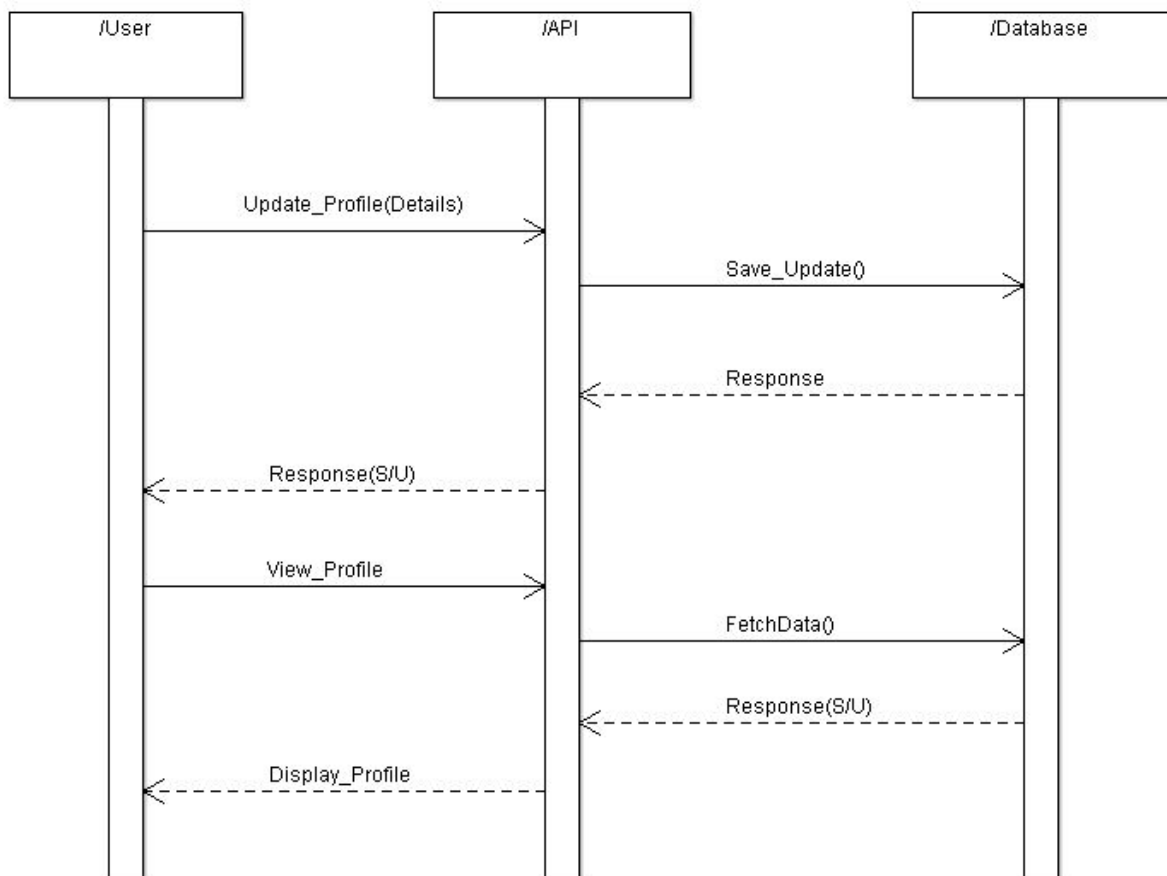 /User
/API
/Database
Update_Profile(Details)
Save_Update()
Response
Response(S/U)
View_Profile
FetchData()
Response(S/U)
Display_Profile